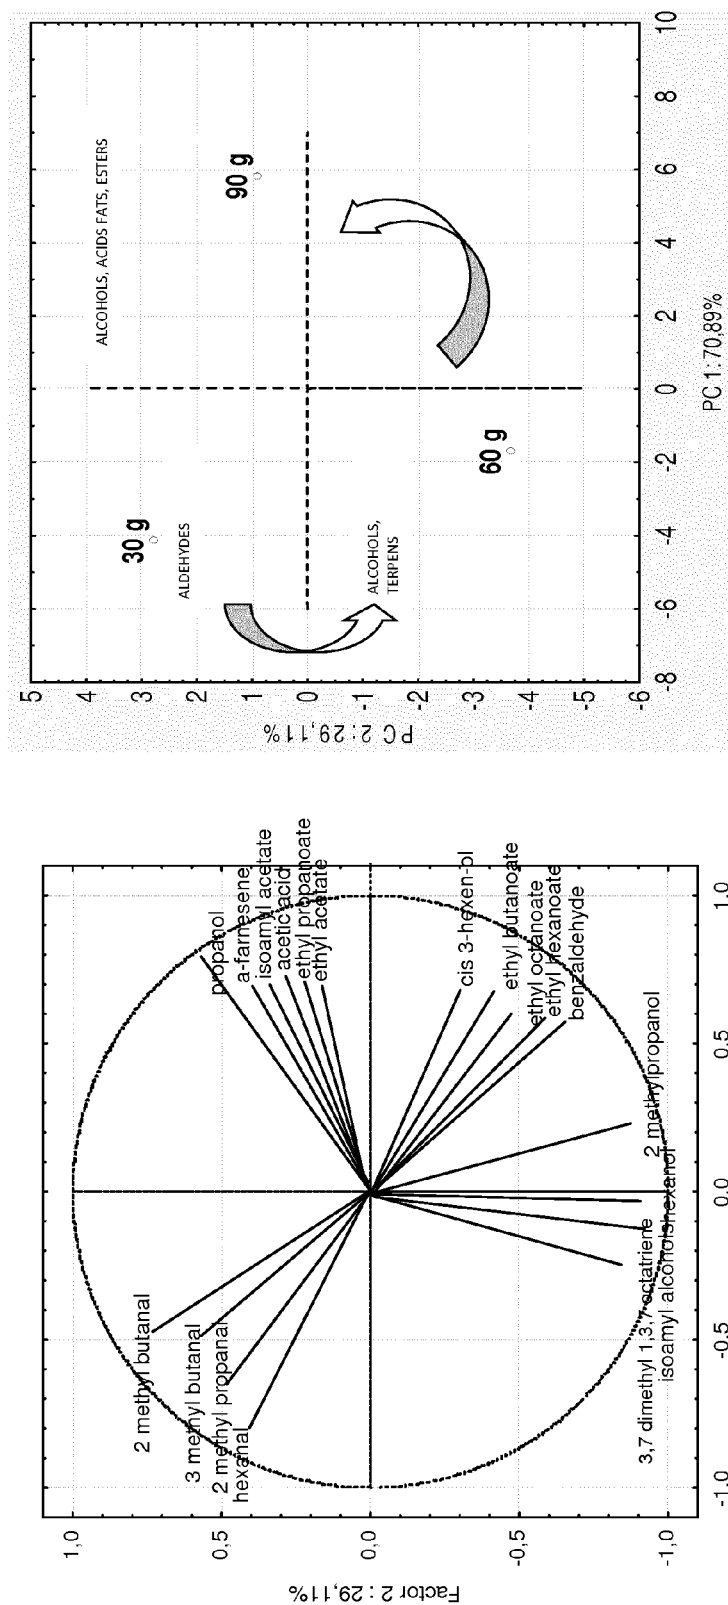 2 methyl butanal
3 methyl butanal
2 methyl propanal
hexanal
propanol
a-farnesene
isoamyl acetate
acetic acid
ethyl propanoate
ethyl acetate
cis 3-hexen-ol
ethyl butanoate
ethyl octanoate
ethyl hexanoate
benzaldehyde
2 methylpropanol
hexanol
isoamyl alcohols
3,7 dimethyl 1,3,7 octatriene
1,0
0,5
0,0
-0,5
-1,0
Factor 2 : 29,11%
-1.0
-0.5
0.0
0.5
1.0
5
4
3
2
1
0
-1
-2
-3
-4
-5
-6
PC 2 : 29,11%
30 g
ALDEHYDES
ALCOHOLS,
TERPENS
ALCOHOLS, ACIDS FATS, ESTERS
90 g
60 g
-8
-6
-4
-2
0
2
4
6
8
10
PC 1: 70,89%